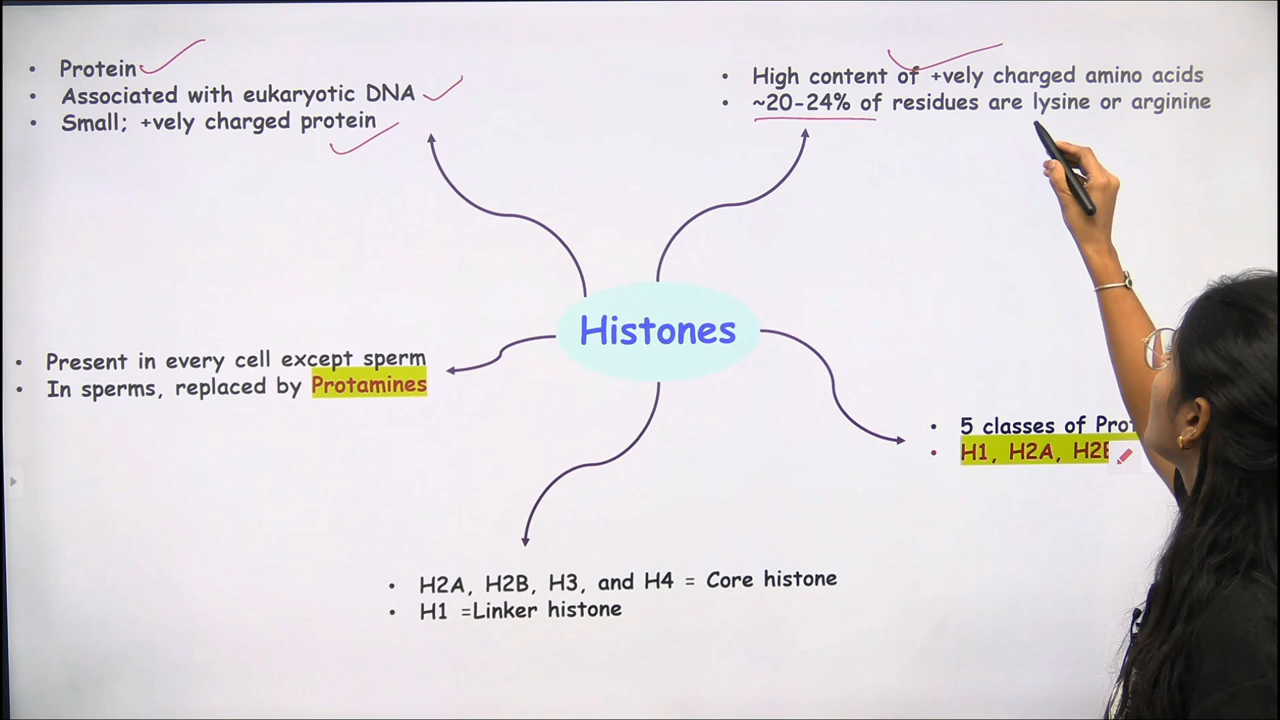 • Protein
• Associated with eukaryotic DNA
• Small; +vely charged protein
• High content of +vely charged amino acids
• ~20-24% of residues are lysine or arginine
Histones
• Present in every cell except sperm
• In sperms, replaced by Protamines
• 5 classes of
• H1, H2A,
• H2A, H2B, H3, and H4 = Core histone
• H1 =Linker histone